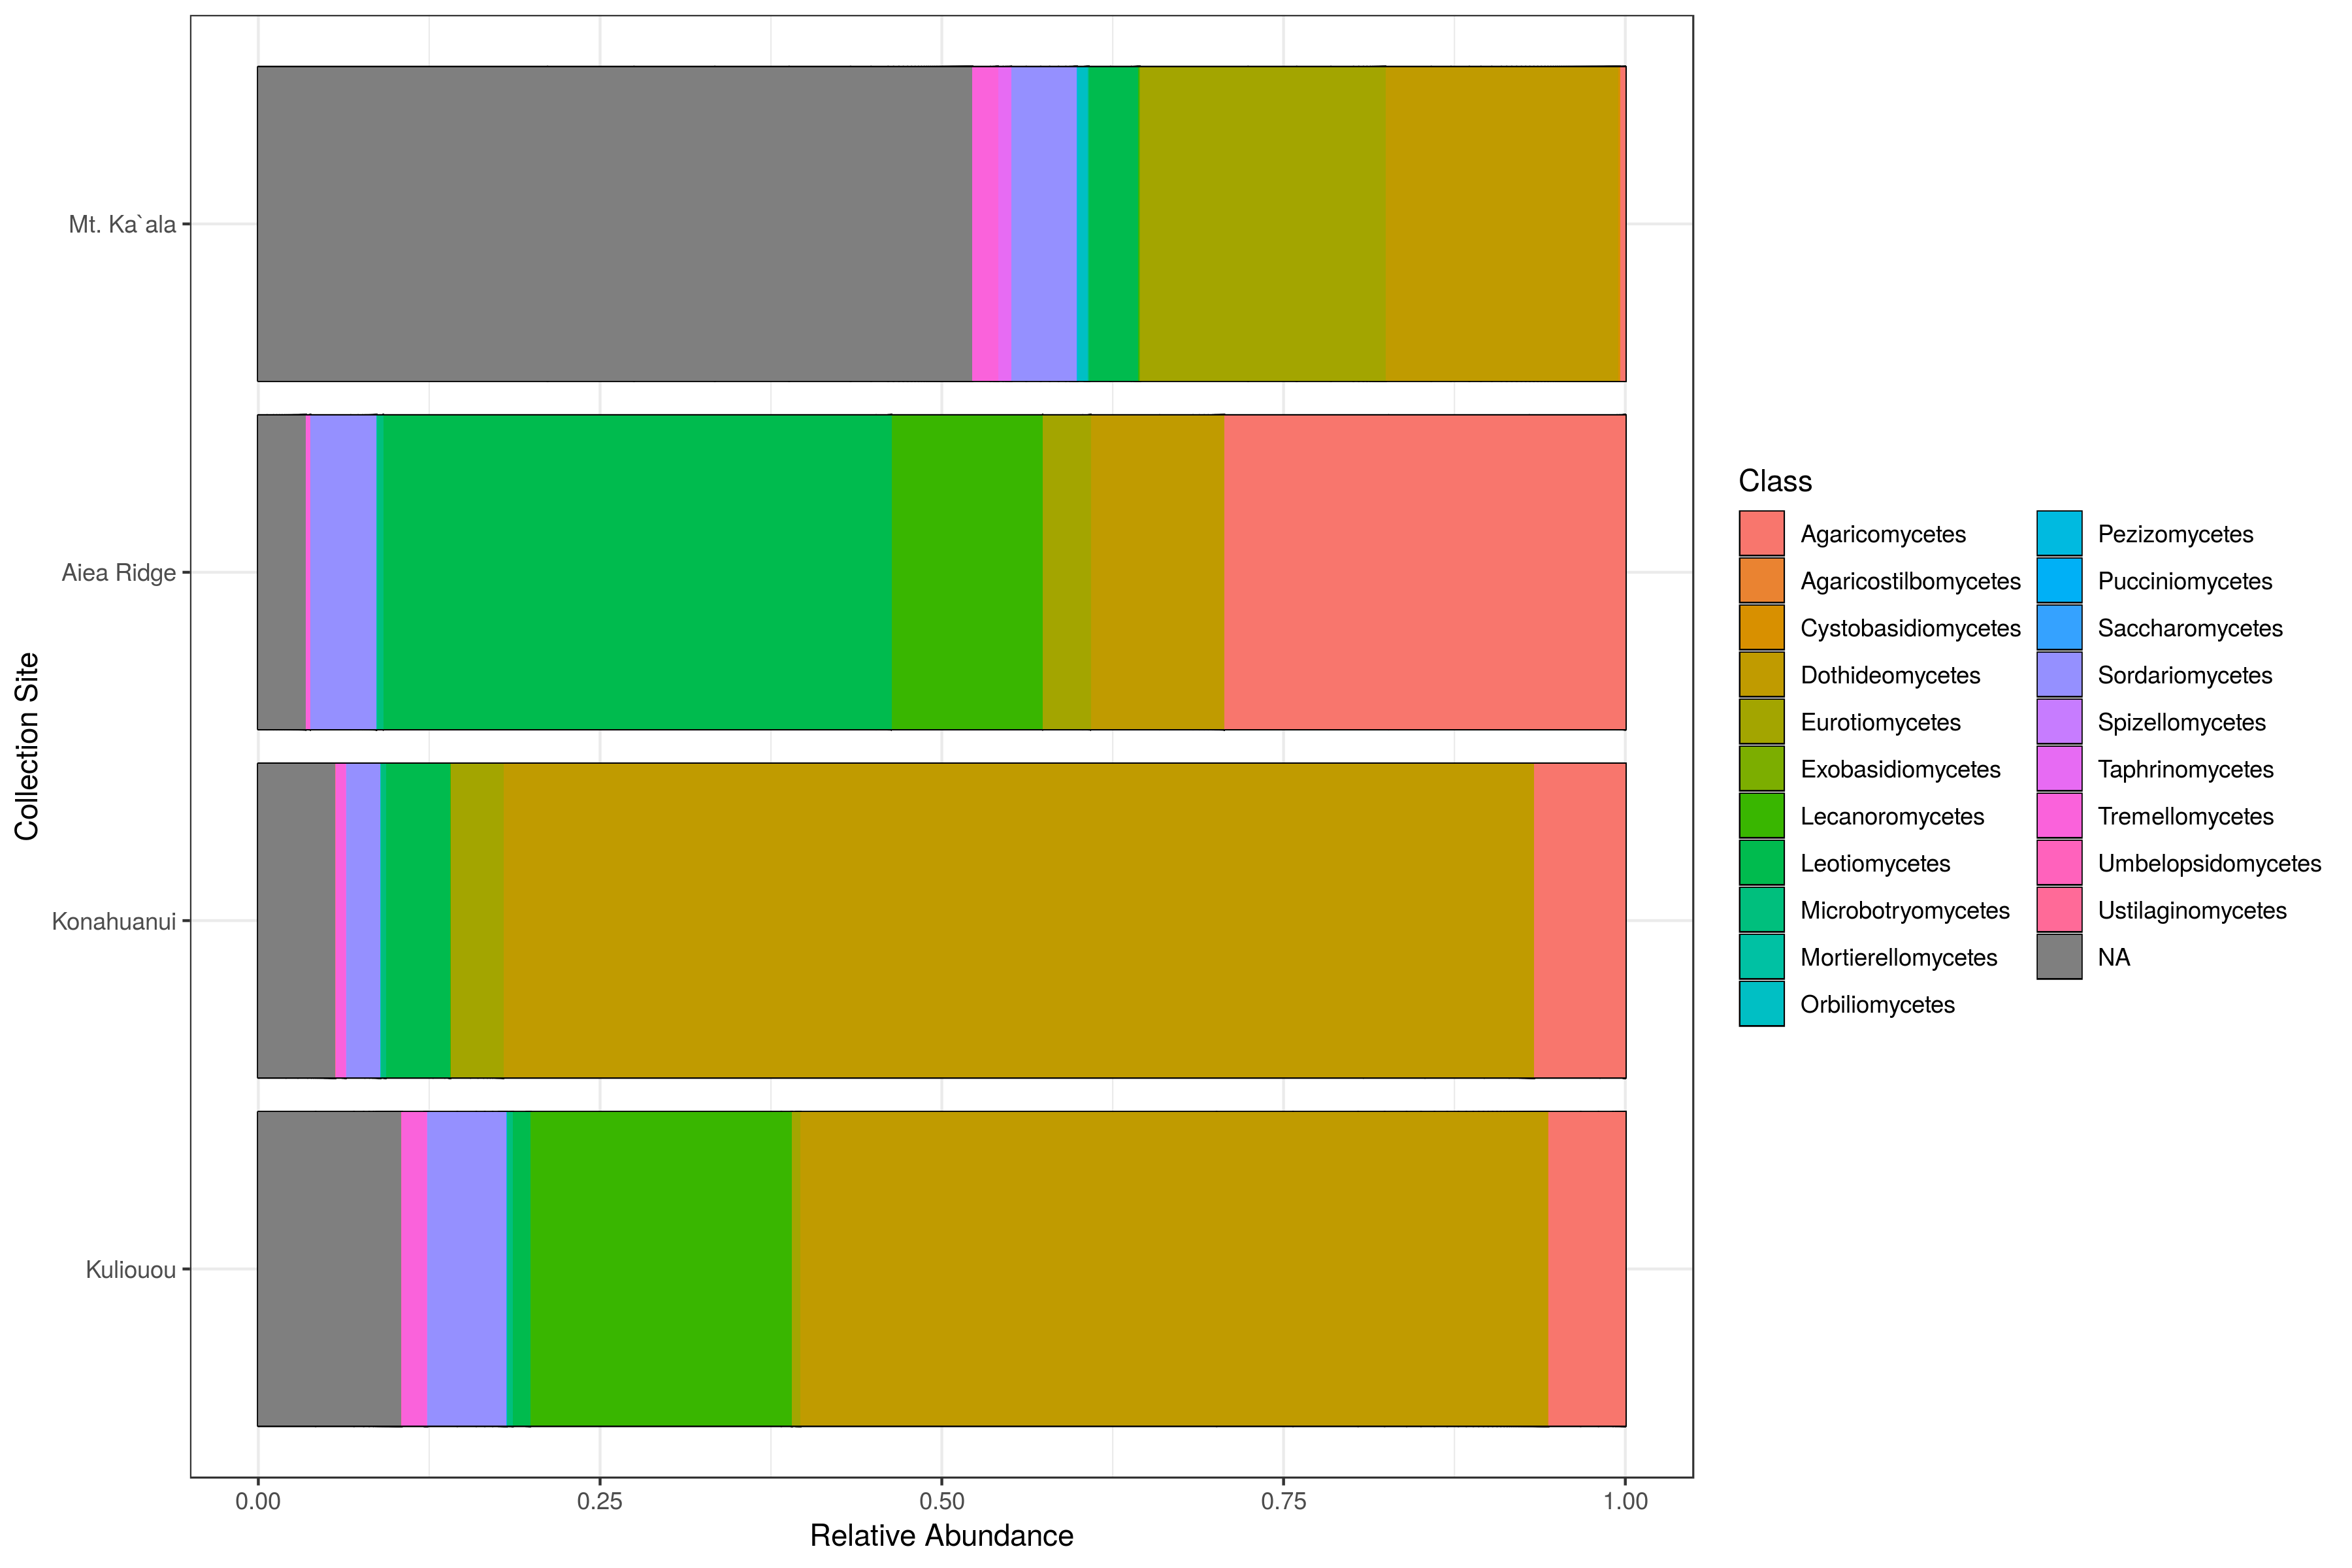 Mt. Ka`ala
Aiea Ridge
Konahuanui
Kuliouou
Collection Site
0.00 0.25 0.50 0.75 1.00
Relative Abundance
Class
Agaricomycetes
Agaricostilbomycetes
Cystobasidiomycetes
Dothideomycetes
Eurotiomycetes
Exobasidiomycetes
Lecanoromycetes
Leotiomycetes
Microbotryomycetes
Mortierellomycetes
Orbiliomycetes
Pezizomycetes
Pucciniomycetes
Saccharomycetes
Sordariomycetes
Spizellomycetes
Taphrinomycetes
Tremellomycetes
Umbelopsidomycetes
Ustilaginomycetes
NA